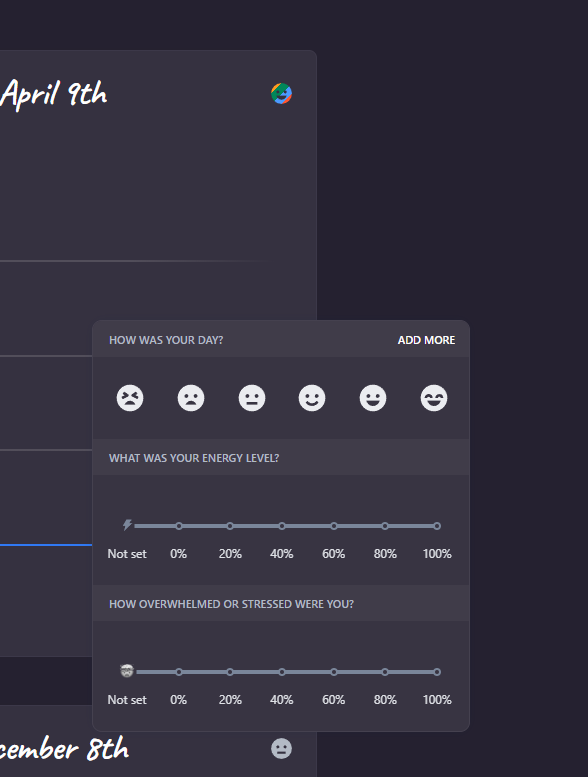 April 9th
HOW WAS YOUR DAY? ADD MORE
WHAT WAS YOUR ENERGY LEVEL?
Not set 0% 20% 40% 60% 80% 100%
HOW OVERWHELMED OR STRESSED WERE YOU?
Not set 0% 20% 40% 60% 80% 100%
cember 8th